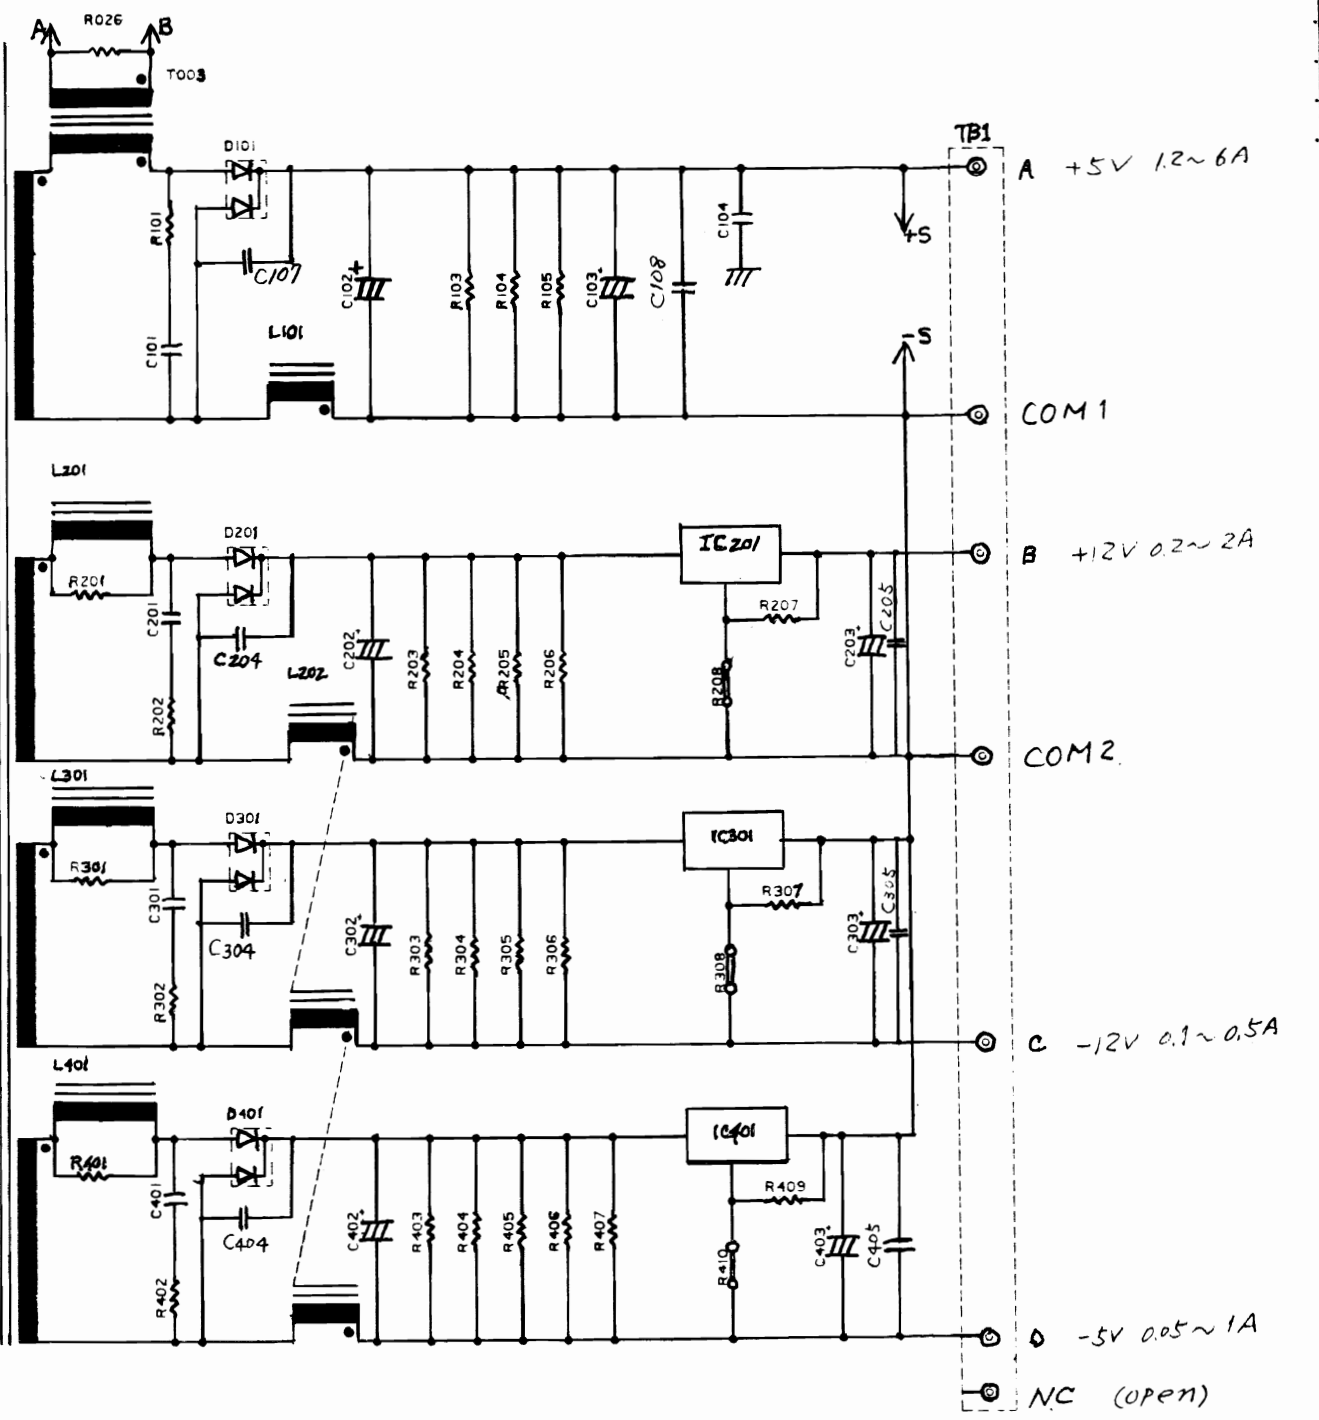 A R026 B
T003
TB1
D101
A +5V 1.2~6A
R101
C104
+S
C107
C102 +
R103
R104
R105
C103 +
C108
L101
C101
-S
COM1
L201
D201
IC201
B +12V 0.2~2A
R201
C201
R207
C205
C204
L202
C202 +
R203
R204
R205
R206
R208
C203 +
R202
COM2
L301
D301
IC301
R301
C301
R307
C305
C304
C302 +
R303
R304
R305
R306
R308
C303 +
R302
C -12V 0.1~0.5A
L401
D401
IC401
R401
C401
R409
C404
C402 +
R403
R404
R405
R406
R407
R410
C403 +
C405
R402
D -5V 0.05~1A
NC (open)